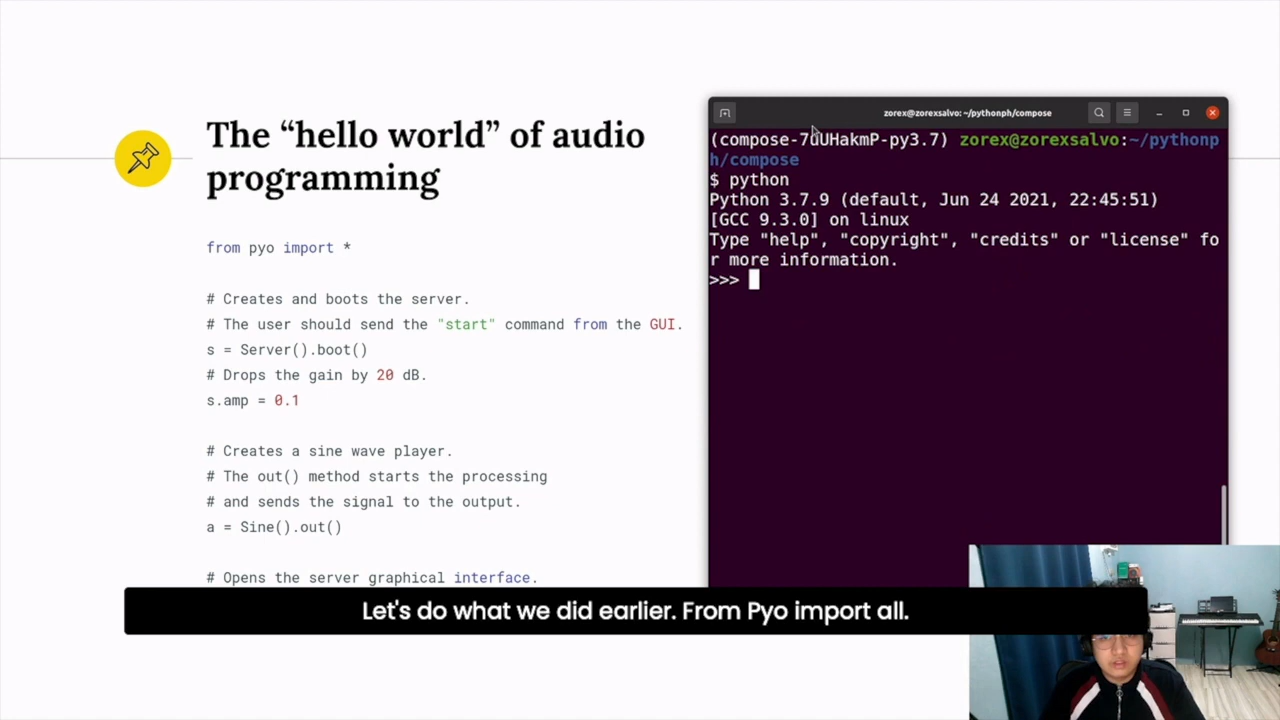 The “hello world” of audio
programming
from pyo import *
# Creates and boots the server.
# The user should send the "start" command from the GUI.
s = Server().boot()
# Drops the gain by 20 dB.
s.amp = 0.1
# Creates a sine wave player.
# The out() method starts the processing
# and sends the signal to the output.
a = Sine().out()
# Opens the server graphical interface.
zorex@zorexsalvo: ~/pythonph/compose
(compose-7dUHakmP-py3.7) zorex@zorexsalvo:~/pythonp
h/compose
$ python
Python 3.7.9 (default, Jun 24 2021, 22:45:51)
[GCC 9.3.0] on linux
Type "help", "copyright", "credits" or "license" fo
r more information.
>>>
Let's do what we did earlier. From Pyo import all.